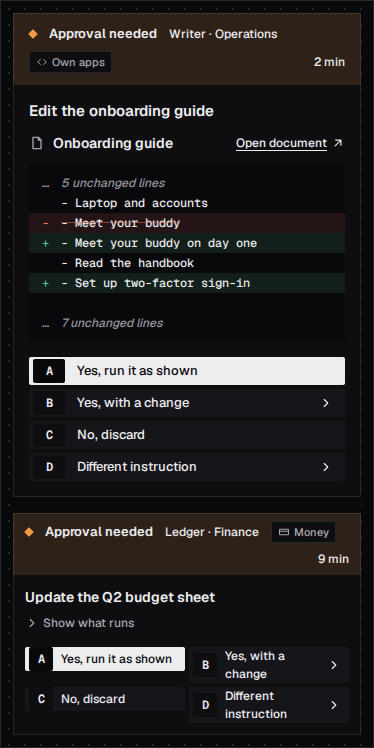 Approval needed Writer · Operations
Own apps 2 min
Edit the onboarding guide
Onboarding guide Open document
… 5 unchanged lines
- Laptop and accounts
- - Meet your buddy
+ - Meet your buddy on day one
- Read the handbook
+ - Set up two-factor sign-in
… 7 unchanged lines
A Yes, run it as shown
B Yes, with a change
C No, discard
D Different instruction
Approval needed Ledger · Finance Money
9 min
Update the Q2 budget sheet
Show what runs
A Yes, run it as shown
B Yes, with a
change
C No, discard
D Different
instruction